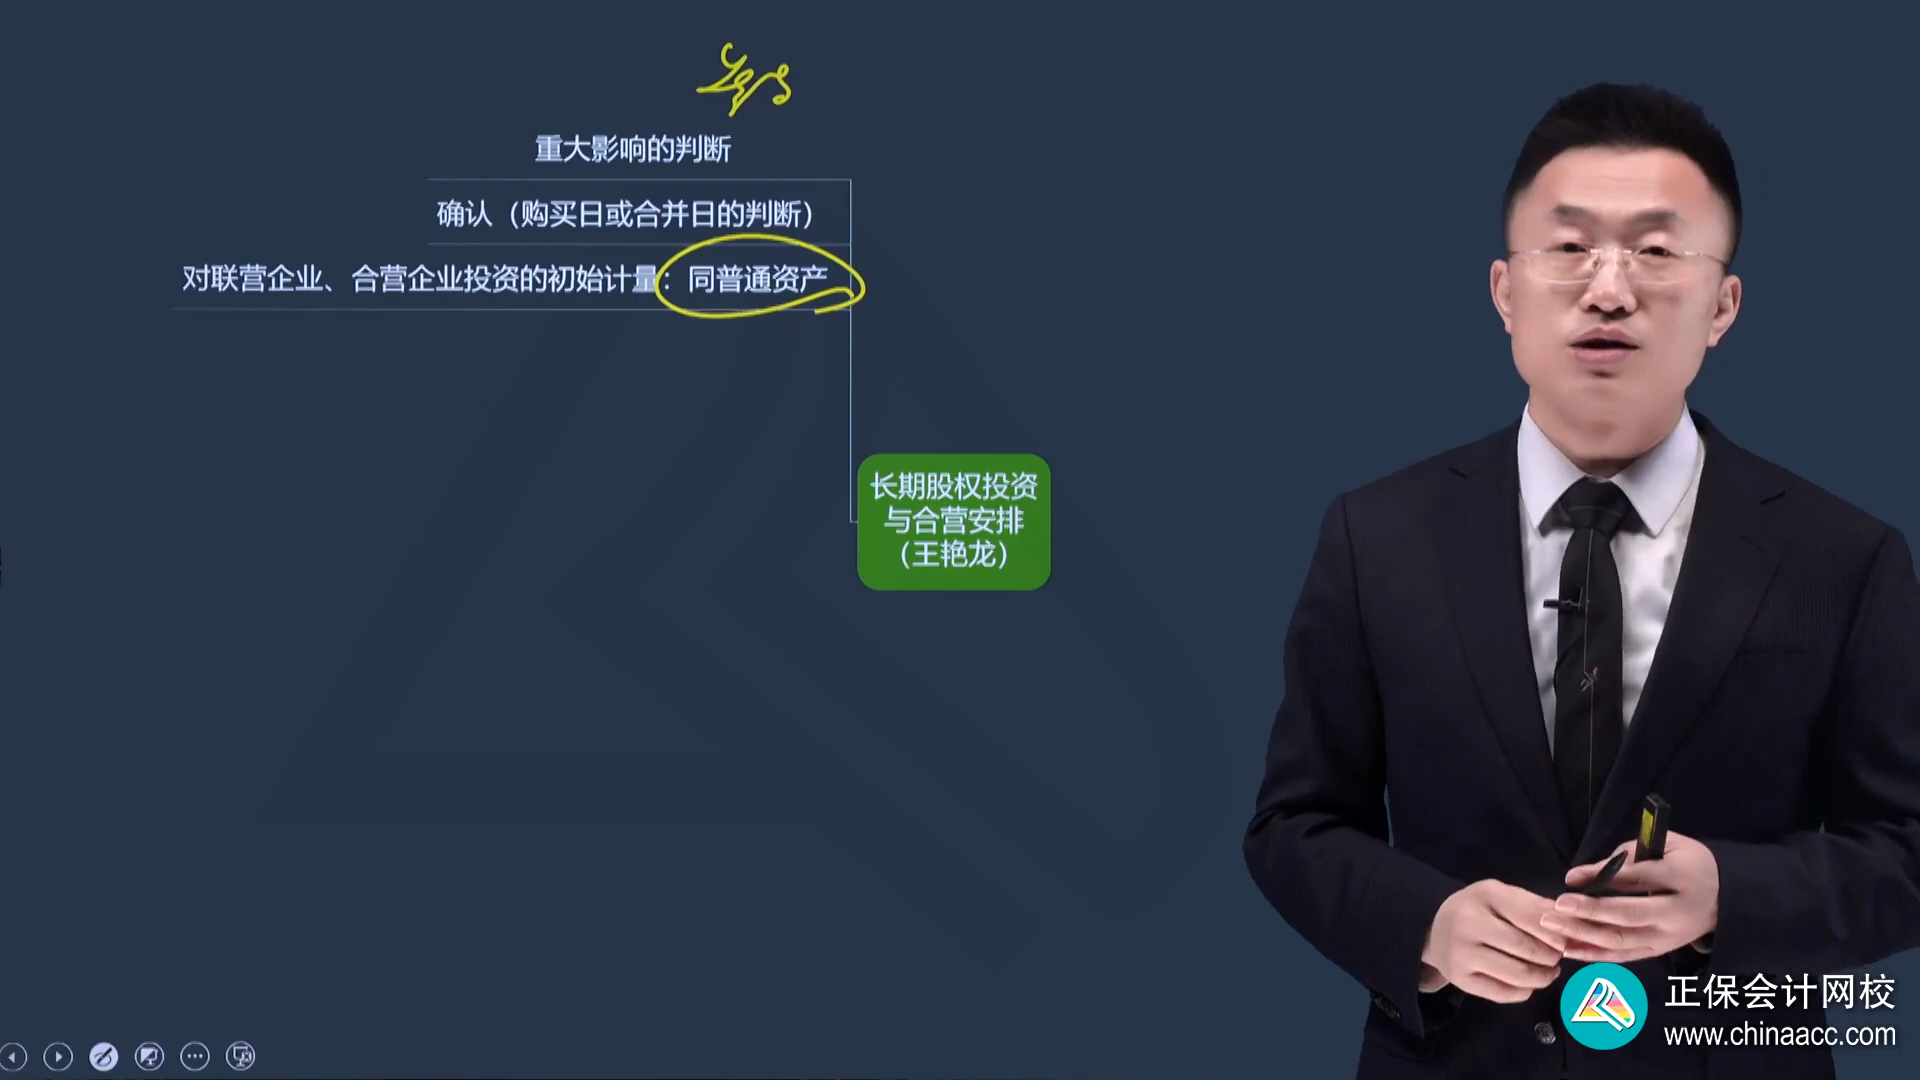 重大影响的判断
确认（购买日或合并日的判断）
对联营企业、合营企业投资的初始计量：同普通资产
长期股权投资
与合营安排
（王艳龙）
正保会计网校
www.chinaacc.com